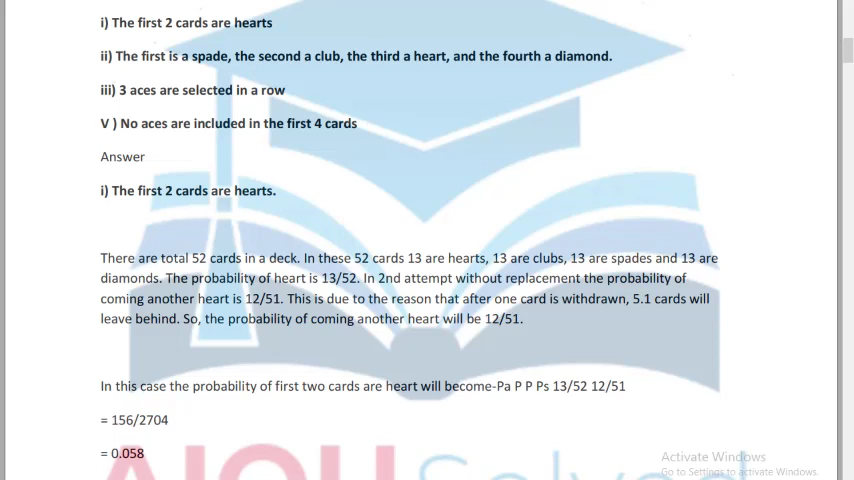 i) The first 2 cards are hearts
ii) The first is a spade, the second a club, the third a heart, and the fourth a diamond.
iii) 3 aces are selected in a row
V ) No aces are included in the first 4 cards
Answer
i) The first 2 cards are hearts.
There are total 52 cards in a deck. In these 52 cards 13 are hearts, 13 are clubs, 13 are spades and 13 are
diamonds. The probability of heart is 13/52. In 2nd attempt without replacement the probability of
coming another heart is 12/51. This is due to the reason that after one card is withdrawn, 5.1 cards will
leave behind. So, the probability of coming another heart will be 12/51.
In this case the probability of first two cards are heart will become-Pa P P Ps 13/52 12/51
= 156/2704
= 0.058
AIOU Solved
Activate Windows
Go to Settings to activate Windows.